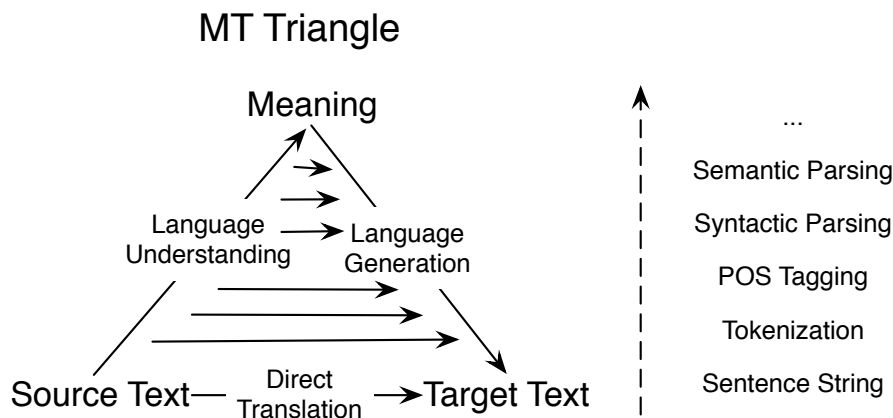 MT Triangle
Meaning
Language
Understanding
Language
Generation
Source Text
Direct
Translation
Target Text
...
Semantic Parsing
Syntactic Parsing
POS Tagging
Tokenization
Sentence String